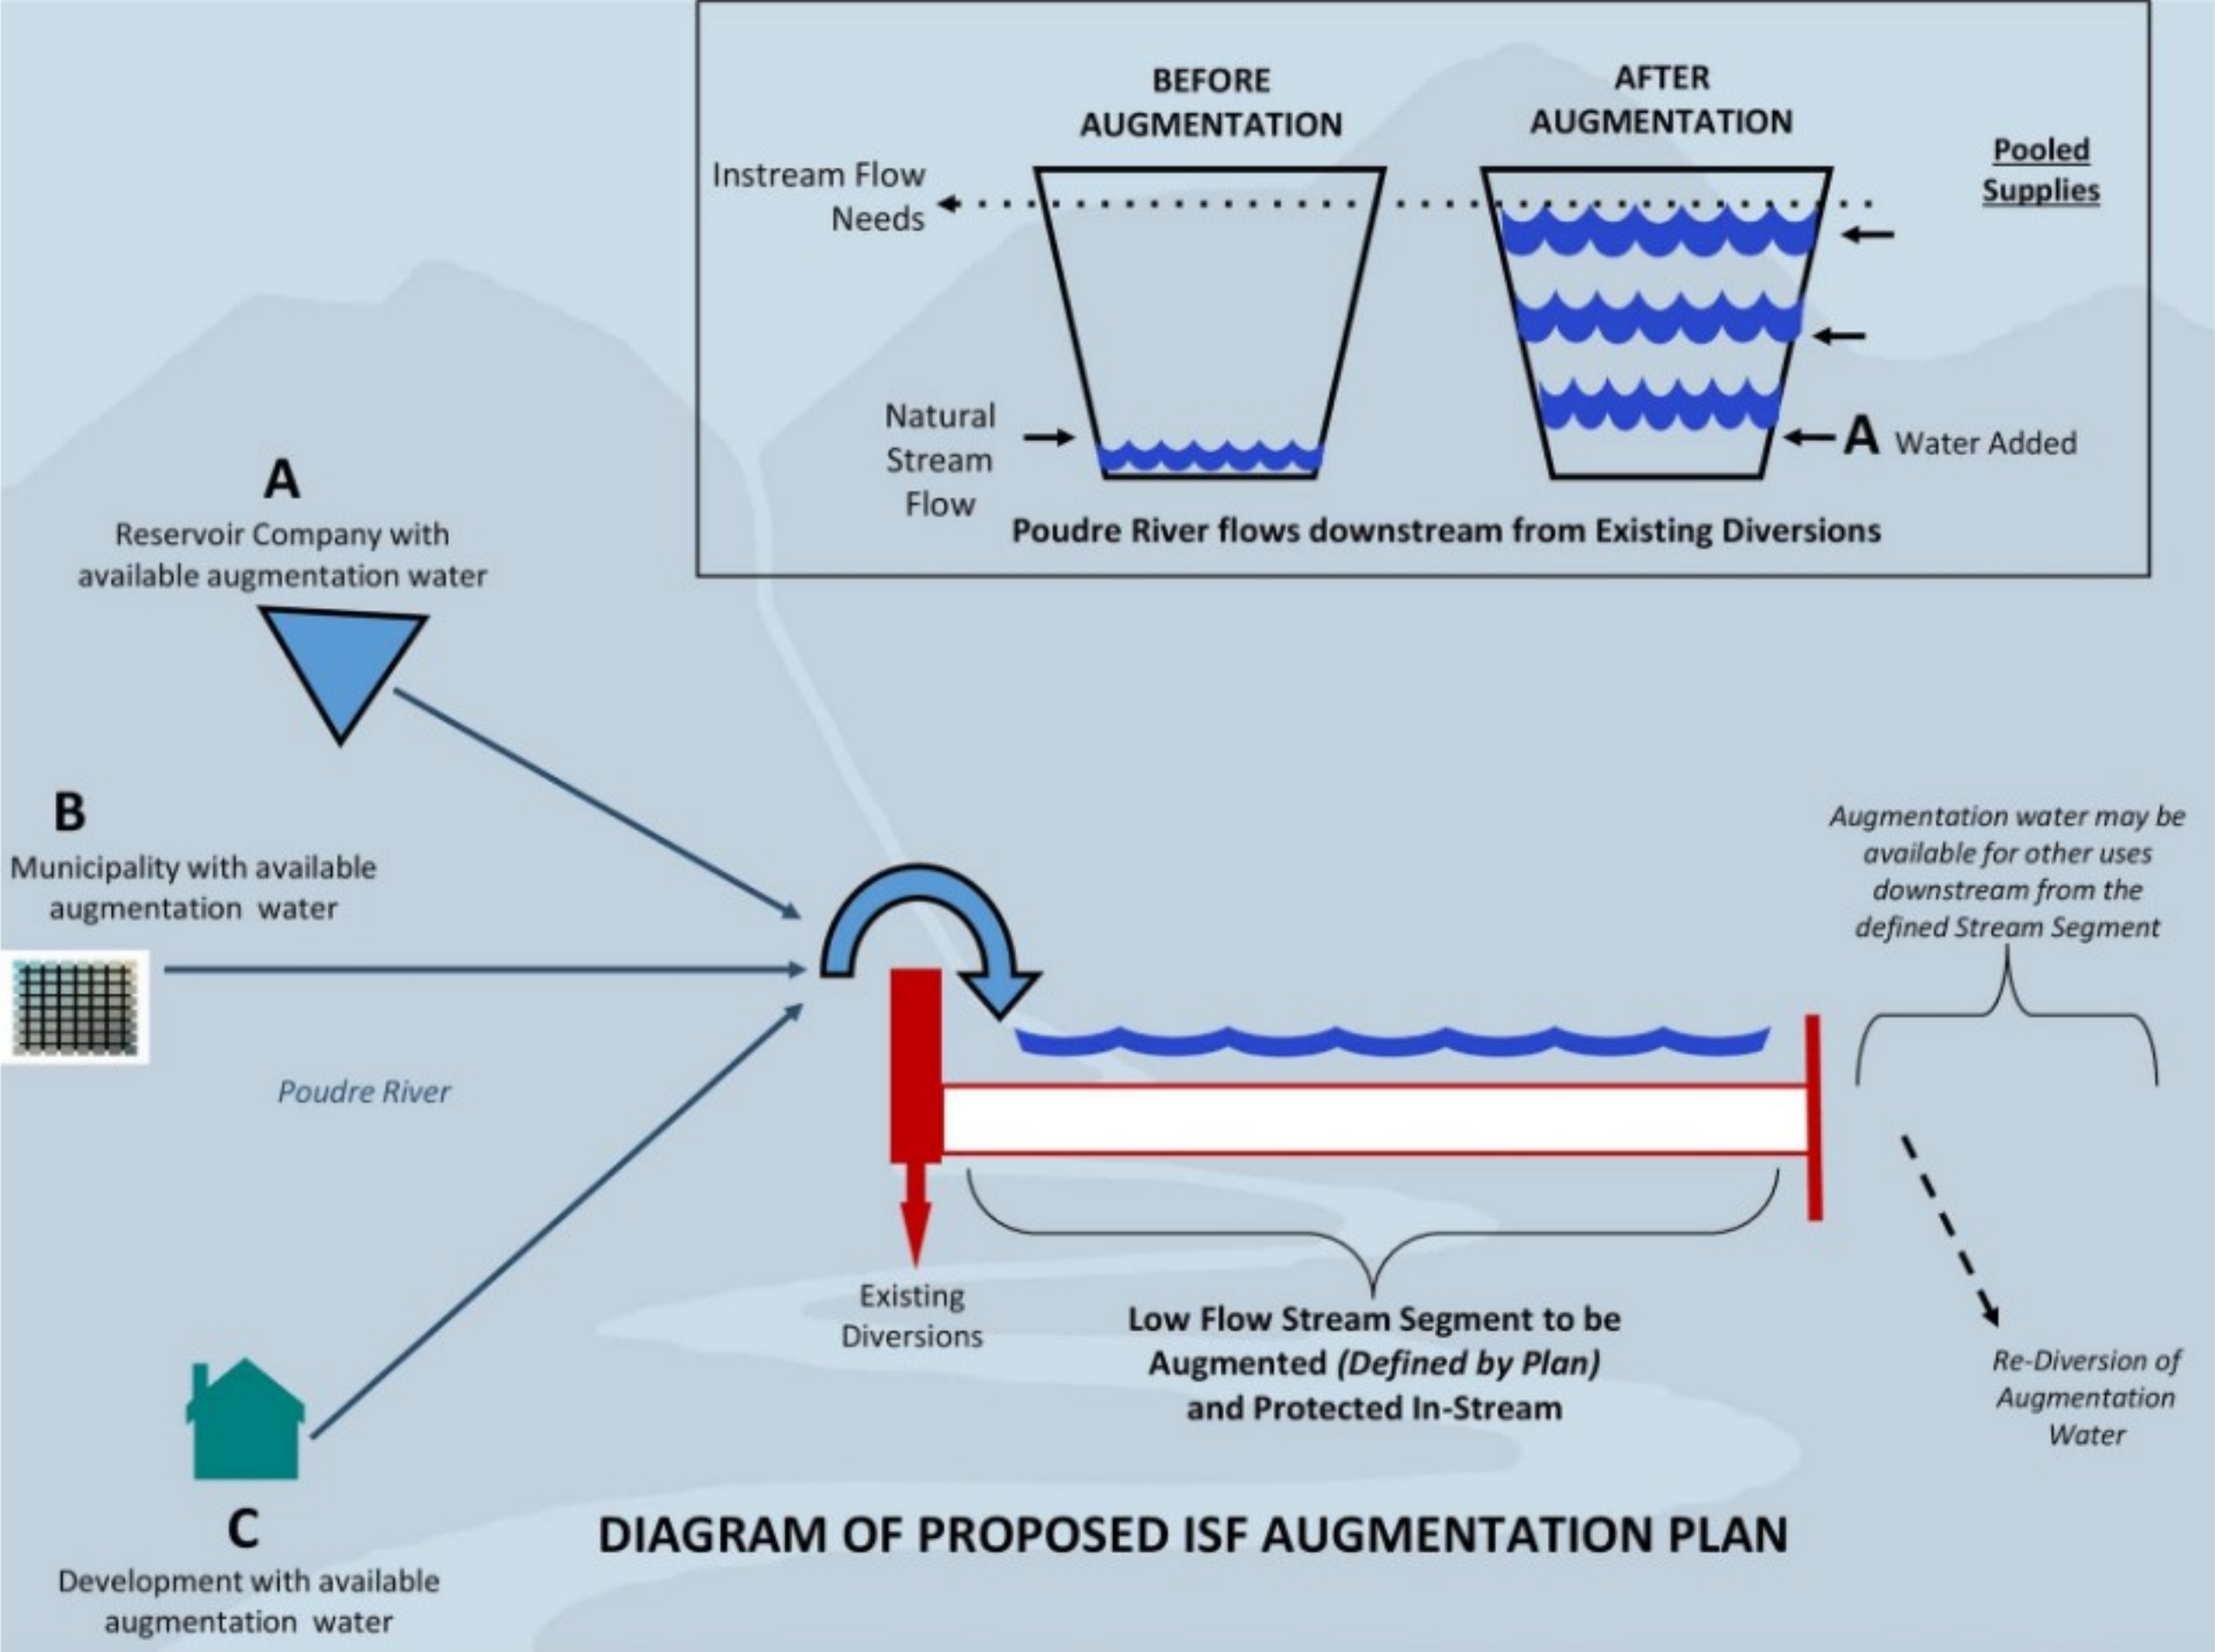 BEFORE
AUGMENTATION
AFTER
AUGMENTATION
Pooled
Supplies
Instream Flow
Needs
Natural
Stream
Flow
A Water Added
Poudre River flows downstream from Existing Diversions
A
Reservoir Company with
available augmentation water
B
Municipality with available
augmentation water
Poudre River
C
Development with available
augmentation water
Existing
Diversions
Low Flow Stream Segment to be
Augmented (Defined by Plan)
and Protected In-Stream
Augmentation water may be
available for other uses
downstream from the
defined Stream Segment
Re-Diversion of
Augmentation
Water
DIAGRAM OF PROPOSED ISF AUGMENTATION PLAN